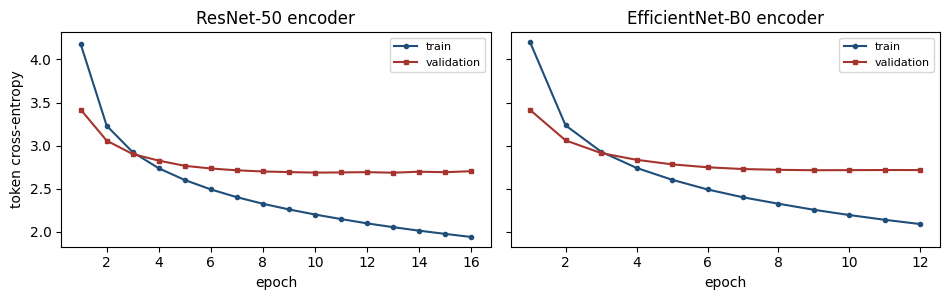 ResNet-50 encoder
EfficientNet-B0 encoder
token cross-entropy
4.0
3.5
3.0
2.5
2.0
train
validation
train
validation
2 4 6 8 10 12 14 16
2 4 6 8 10 12
epoch
epoch